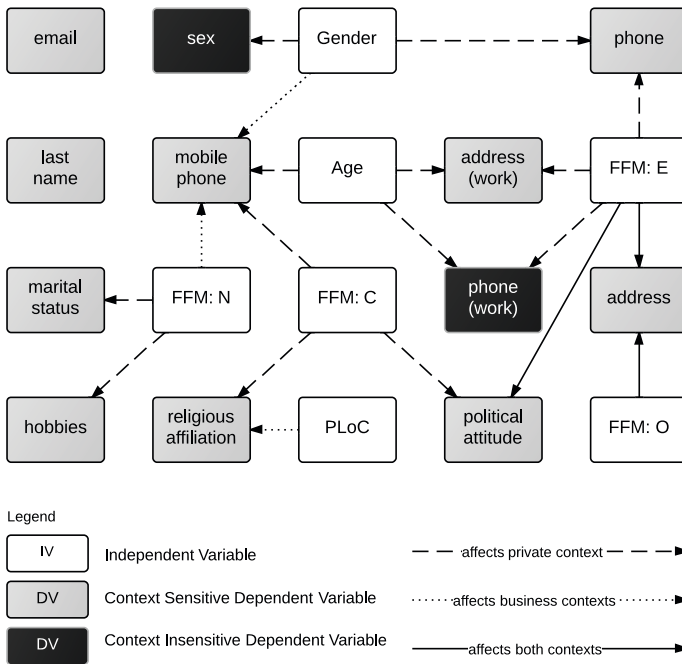 email
sex
Gender
phone
last
name
mobile
phone
Age
address
(work)
FFM: E
marital
status
FFM: N
FFM: C
phone
(work)
address
hobbies
religious
affiliation
PLoC
political
attitude
FFM: O
Legend
IV
Independent Variable
affects private context
DV
Context Sensitive Dependent Variable
affects business contexts
DV
Context Insensitive Dependent Variable
affects both contexts